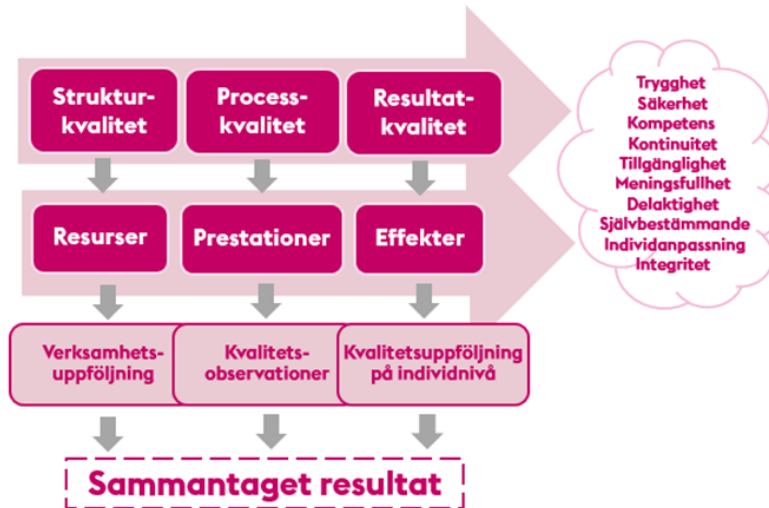 Struktur-
kvalitet
Process-
kvalitet
Resultat-
kvalitet
Trygghet
Säkerhet
Kompetens
Kontinuitet
Tillgänglighet
Meningsfullhet
Delaktighet
Självbestämmande
Individanpassning
Integritet
Resurser
Prestationer
Effekter
Verksamhets-
uppföljning
Kvalitets-
observationer
Kvalitetsuppföljning
på individnivå
Sammantaget resultat